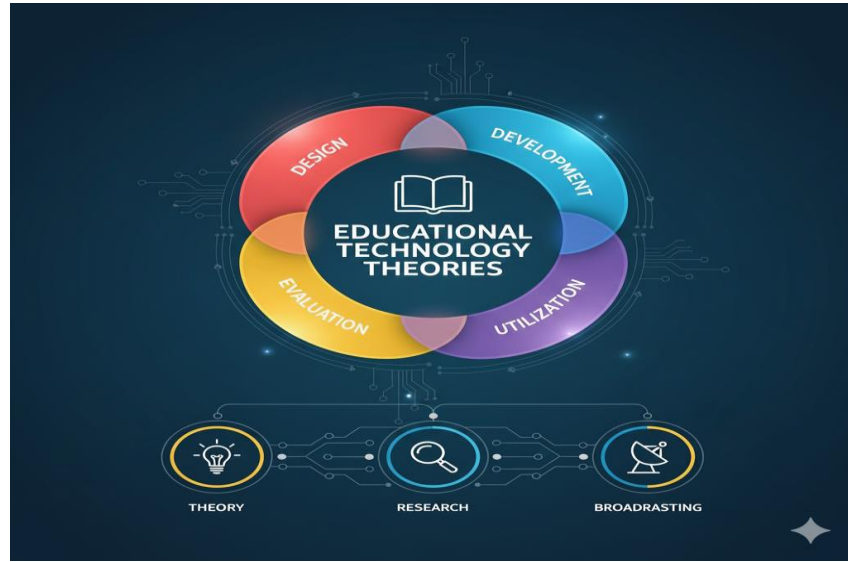 DESIGN
DEVELOPMENT
EDUCATIONAL
TECHNOLOGY
THEORIES
EVALUATION
UTILIZATION
THEORY
RESEARCH
BROADRASTING